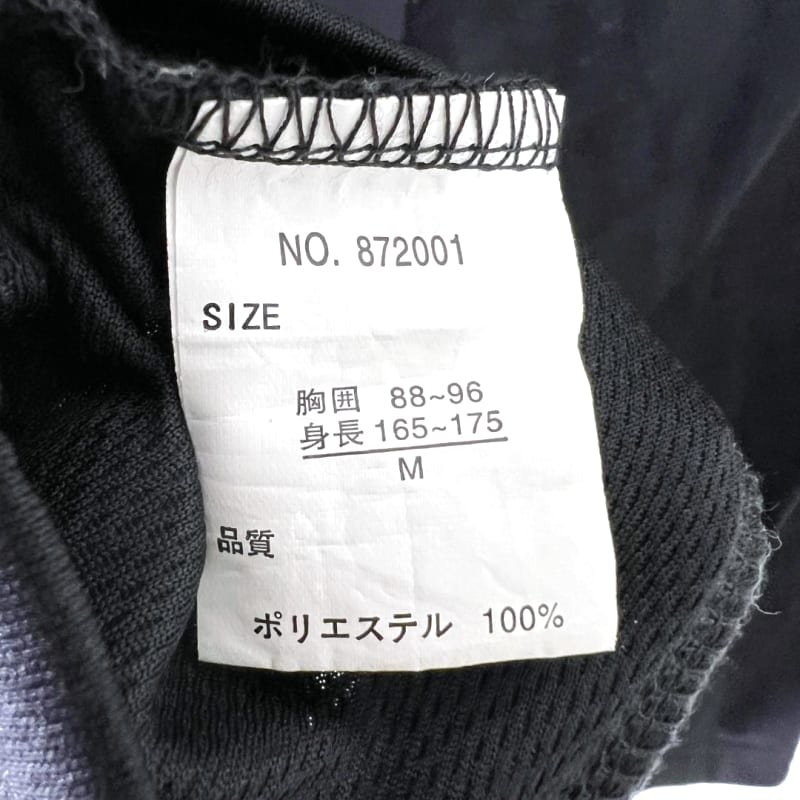 NO. 872001
SIZE
胸囲 88~96
身長 165~175
M
品質
ポリエステル 100%